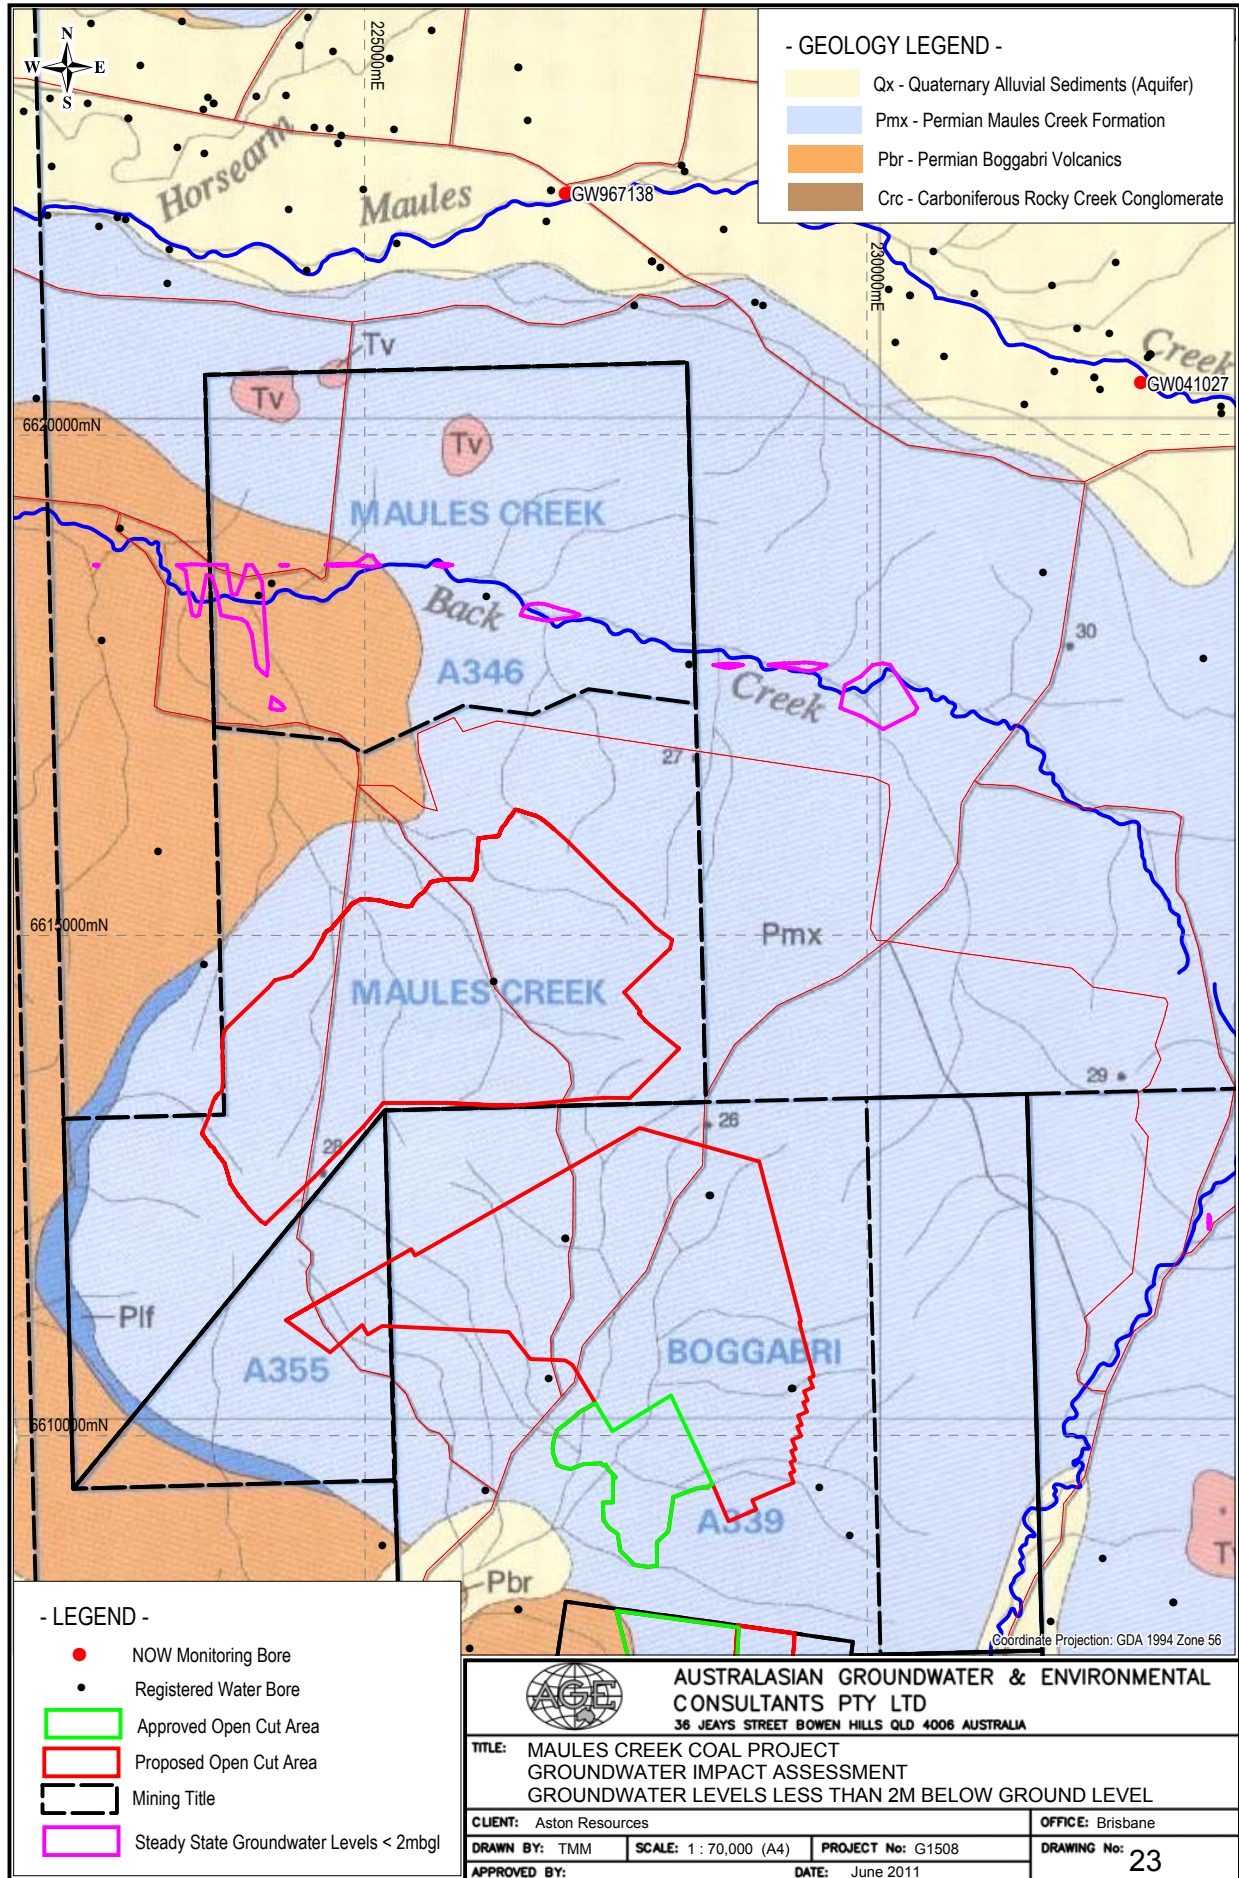 N
W E
S
225000mE
- GEOLOGY LEGEND -
Qx - Quaternary Alluvial Sediments (Aquifer)
Pmx - Permian Maules Creek Formation
Pbr - Permian Boggabri Volcanics
Crc - Carboniferous Rocky Creek Conglomerate
Horsearm
Maules
GW967138
230000mE
Creek
GW041027
Tv
Tv
Tv
6620000mN
MAULES CREEK
Back
A346
Creek
30
27
6615000mN
Pmx
MAULES CREEK
29
28
26
Plf
A355
BOGGABRI
6610000mN
A339
Pbr
Coordinate Projection: GDA 1994 Zone 56
- LEGEND -
NOW Monitoring Bore
Registered Water Bore
Approved Open Cut Area
Proposed Open Cut Area
Mining Title
Steady State Groundwater Levels < 2mbgl
AGE
AUSTRALASIAN GROUNDWATER & ENVIRONMENTAL
CONSULTANTS PTY LTD
36 JEAYS STREET BOWEN HILLS QLD 4006 AUSTRALIA
TITLE: MAULES CREEK COAL PROJECT
GROUNDWATER IMPACT ASSESSMENT
GROUNDWATER LEVELS LESS THAN 2M BELOW GROUND LEVEL
CLIENT: Aston Resources
OFFICE: Brisbane
DRAWN BY: TMM
SCALE: 1 : 70,000 (A4)
PROJECT No: G1508
DRAWING No: 23
APPROVED BY:
DATE: June 2011